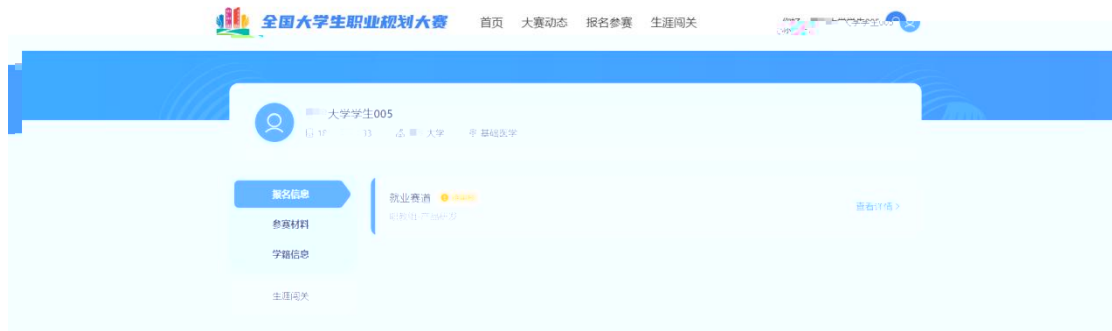 全国大学生职业规划大赛 首页 大赛动态 报名参赛 生涯闯关
大学学生005
大学 基础医学
报名信息
就业赛道
查看详情 >
参赛材料
学籍信息
生涯闯关